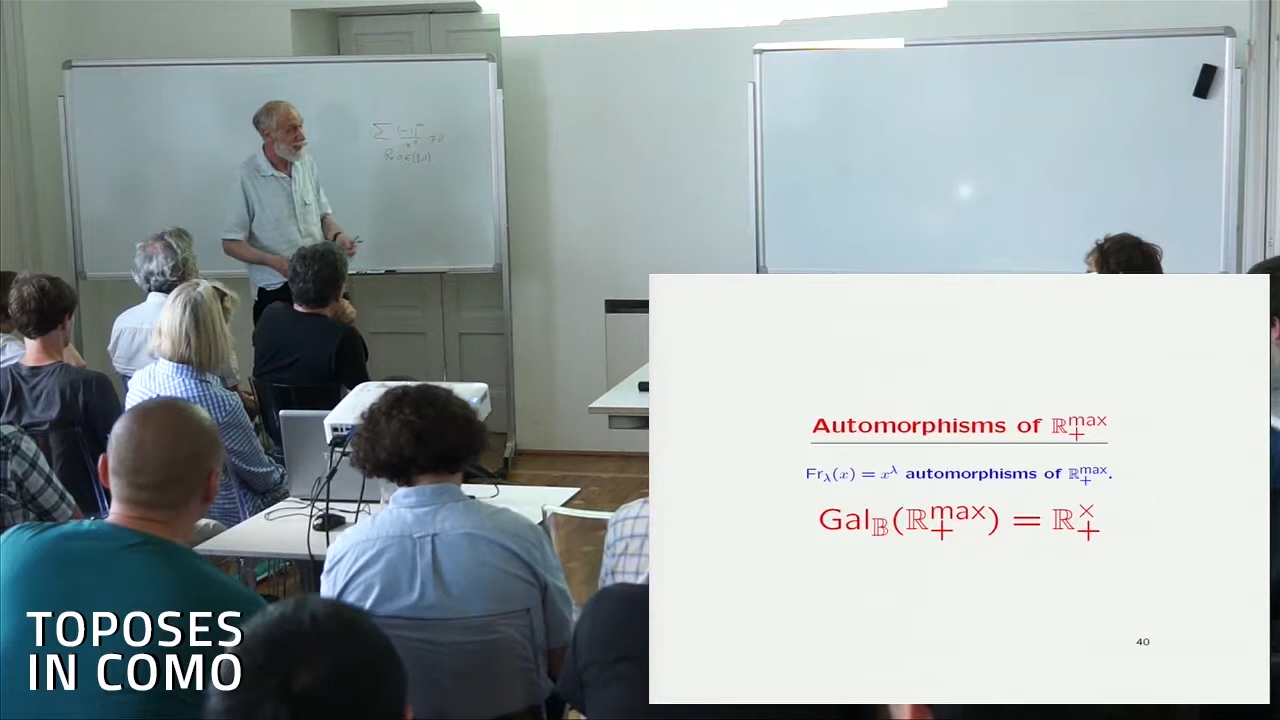 Automorphisms of ℝ₊ᵐᵃˣ
Fr_λ(x) = x^λ automorphisms of ℝ₊ᵐᵃˣ.
Gal_𝔹(ℝ₊ᵐᵃˣ) = ℝ₊^×
40
TOPOSES
IN COMO